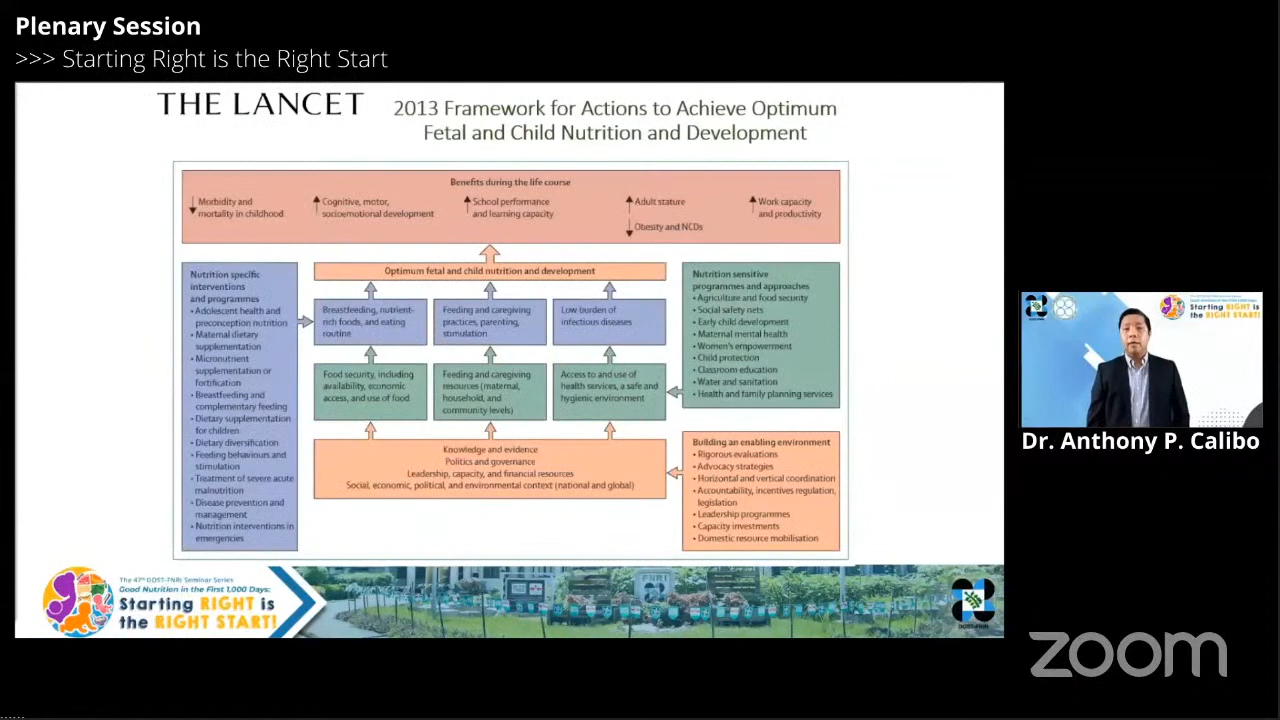 Plenary Session
>>> Starting Right is the Right Start
THE LANCET
2013 Framework for Actions to Achieve Optimum
Fetal and Child Nutrition and Development
Benefits during the life course
Morbidity and
mortality in childhood
Cognitive, motor,
socioemotional development
School performance
and learning capacity
Adult stature
Obesity and NCDs
Work capacity
and productivity
Nutrition specific
interventions
and programmes
• Adolescent health and
preconception nutrition
• Maternal dietary
supplementation
• Micronutrient
supplementation or
fortification
• Breastfeeding and
complementary feeding
• Dietary supplementation
for children
• Dietary diversification
• Feeding behaviours and
stimulation
• Treatment of severe acute
malnutrition
• Disease prevention and
management
• Nutrition interventions in
emergencies
Optimum fetal and child nutrition and development
Breastfeeding, nutrient-
rich foods, and eating
routine
Feeding and caregiving
practices, parenting,
stimulation
Low burden of
infectious diseases
Food security, including
availability, economic
access, and use of food
Feeding and caregiving
resources (maternal,
household, and
community levels)
Access to and use of
health services, a safe and
hygienic environment
Knowledge and evidence
Politics and governance
Leadership, capacity, and financial resources
Social, economic, political, and environmental context (national and global)
Nutrition sensitive
programmes and approaches
• Agriculture and food security
• Social safety nets
• Early child development
• Maternal mental health
• Women's empowerment
• Child protection
• Classroom education
• Water and sanitation
• Health and family planning services
Building an enabling environment
• Rigorous evaluations
• Advocacy strategies
• Horizontal and vertical coordination
• Accountability, incentives regulation,
legislation
• Leadership programmes
• Capacity investments
• Domestic resource mobilisation
The 47th DOST-FNRI Seminar Series
Good Nutrition in the First 1,000 Days:
Starting RIGHT is
the RIGHT START!
FNRI
DOST-FNRI
Starting RIGHT is
the RIGHT START!
Dr. Anthony P. Calibo
zoom